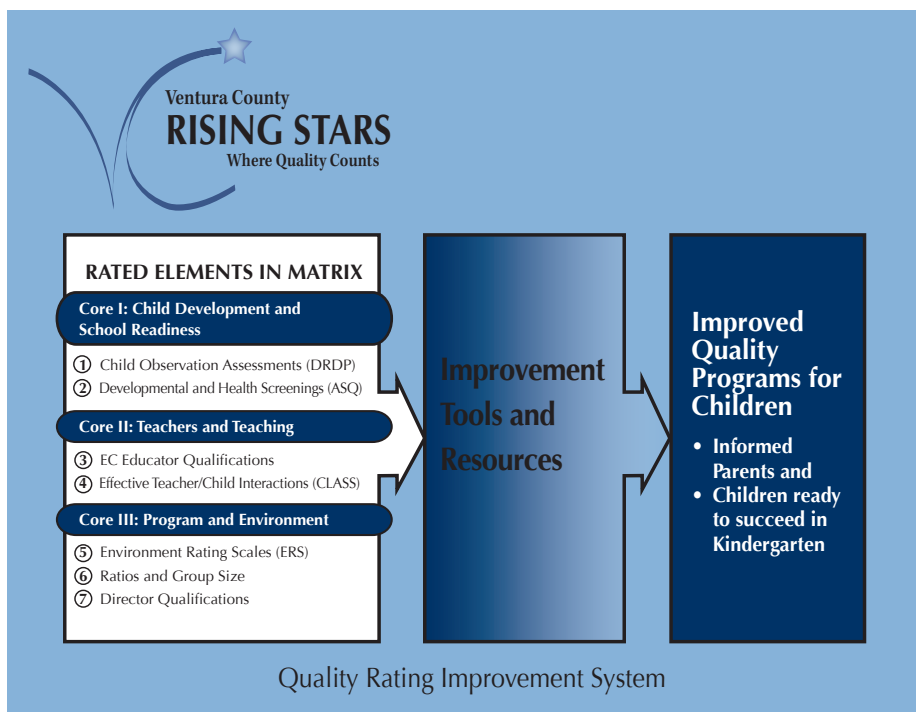 Ventura County
RISING STARS
Where Quality Counts
RATED ELEMENTS IN MATRIX
Core I: Child Development and
School Readiness
1 Child Observation Assessments (DRDP)
2 Developmental and Health Screenings (ASQ)
Core II: Teachers and Teaching
3 EC Educator Qualifications
4 Effective Teacher/Child Interactions (CLASS)
Core III: Program and Environment
5 Environment Rating Scales (ERS)
6 Ratios and Group Size
7 Director Qualifications
Improvement
Tools and
Resources
Improved
Quality
Programs for
Children
• Informed
Parents and
• Children ready
to succeed in
Kindergarten
Quality Rating Improvement System